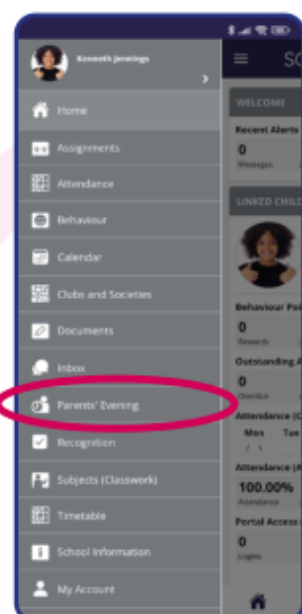 Kenneth Jennings
Home
Assignments
Attendance
Behaviour
Calendar
Clubs and Societies
Documents
Inbox
Parents' Evening
Recognition
Subjects (Classwork)
Timetable
School Information
My Account
WELCOME
Recent Alerts
0
Messages
LINKED CHILD
Behaviour Poi
0
Rewards
Outstanding A
0
Overdue
Attendance (C
Mon Tue
/ \
Attendance (A
100.00%
Attendance
Portal Access
0
Logins